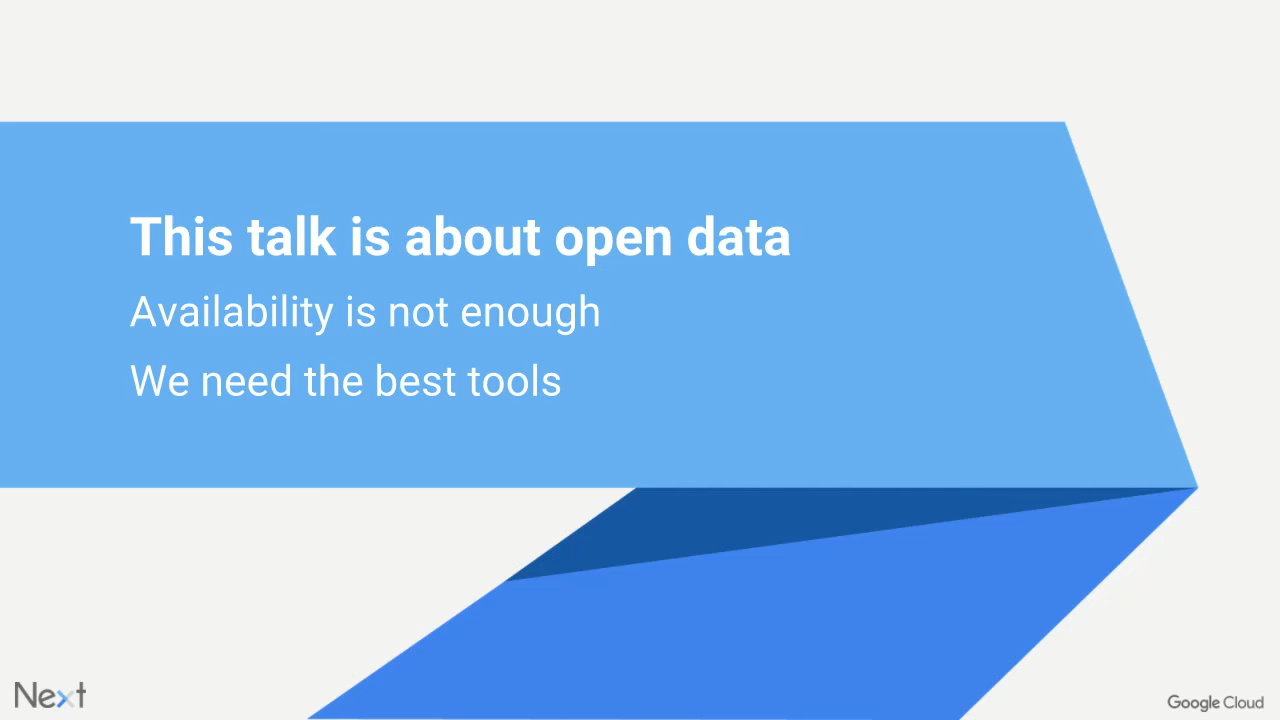 This talk is about open data
Availability is not enough
We need the best tools
Next
Google Cloud